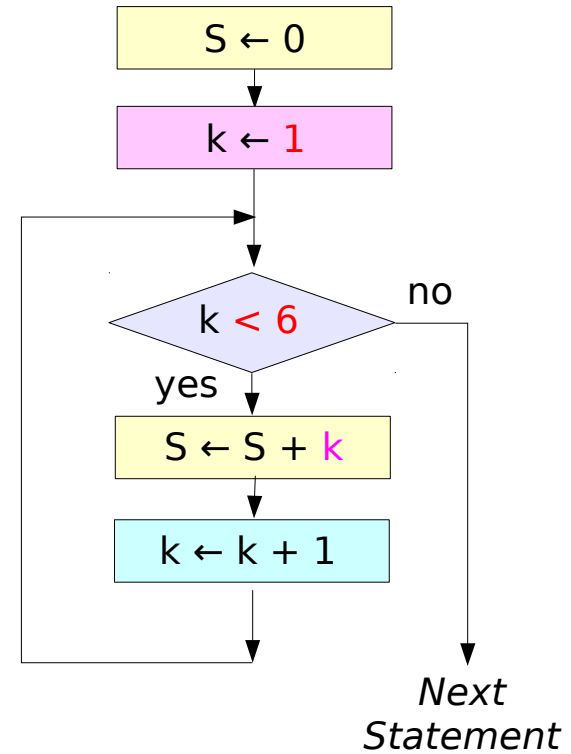 S ← 0
k ← 1
k < 6
no
yes
S ← S + k
k ← k + 1
Next
Statement